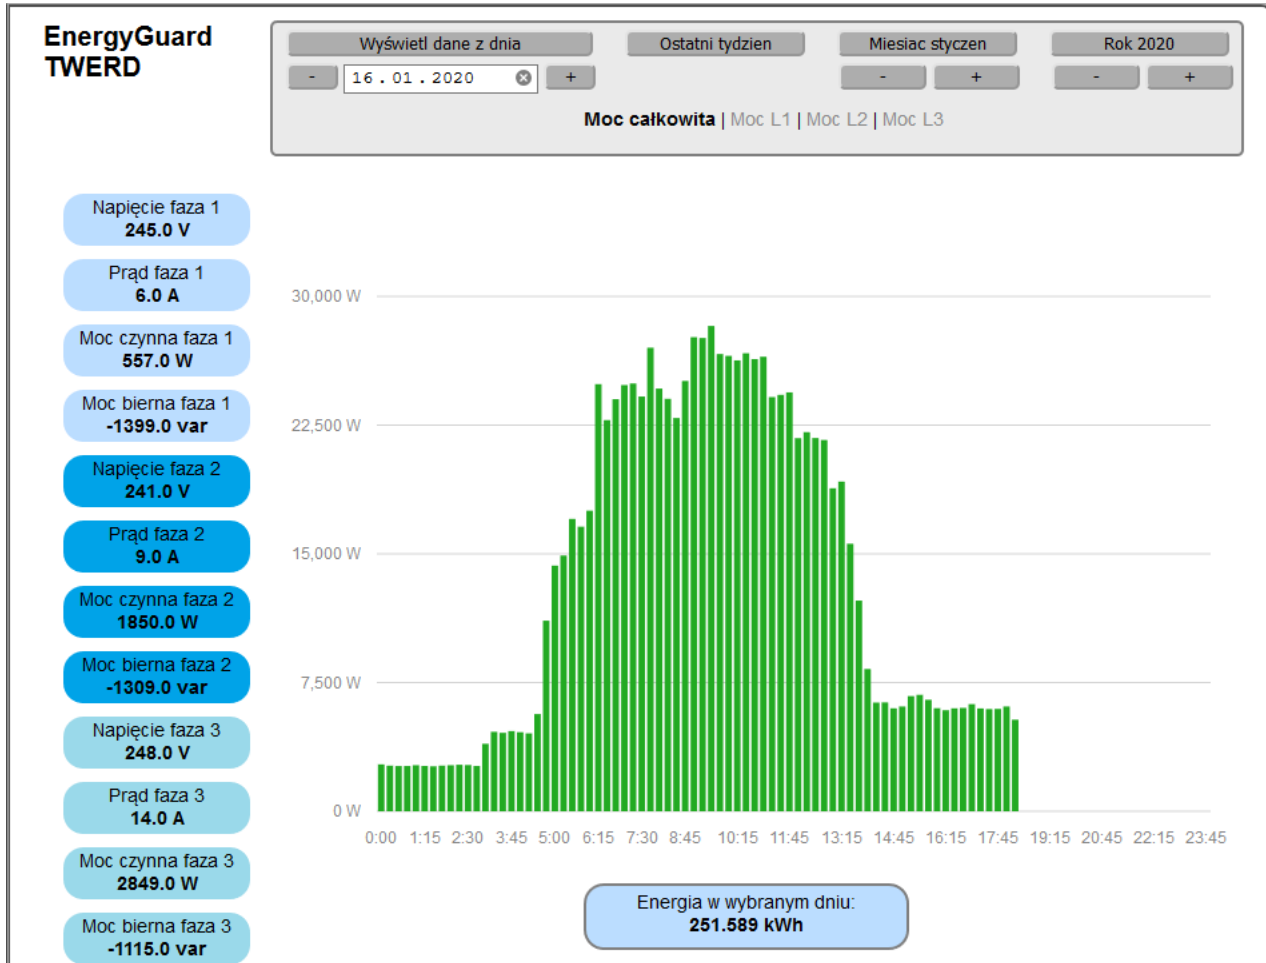 EnergyGuard
TWERD
Wyświetl dane z dnia
Ostatni tydzien
Miesiac styczen
Rok 2020
- 16.01.2020 +
- +
- +
Moc całkowita | Moc L1 | Moc L2 | Moc L3
Napięcie faza 1
245.0 V
Prąd faza 1
6.0 A
Moc czynna faza 1
557.0 W
Moc bierna faza 1
-1399.0 var
Napięcie faza 2
241.0 V
Prąd faza 2
9.0 A
Moc czynna faza 2
1850.0 W
Moc bierna faza 2
-1309.0 var
Napięcie faza 3
248.0 V
Prąd faza 3
14.0 A
Moc czynna faza 3
2849.0 W
Moc bierna faza 3
-1115.0 var
30,000 W
22,500 W
15,000 W
7,500 W
0 W
0:00 1:15 2:30 3:45 5:00 6:15 7:30 8:45 10:15 11:45 13:15 14:45 16:15 17:45 19:15 20:45 22:15 23:45
Energia w wybranym dniu:
251.589 kWh